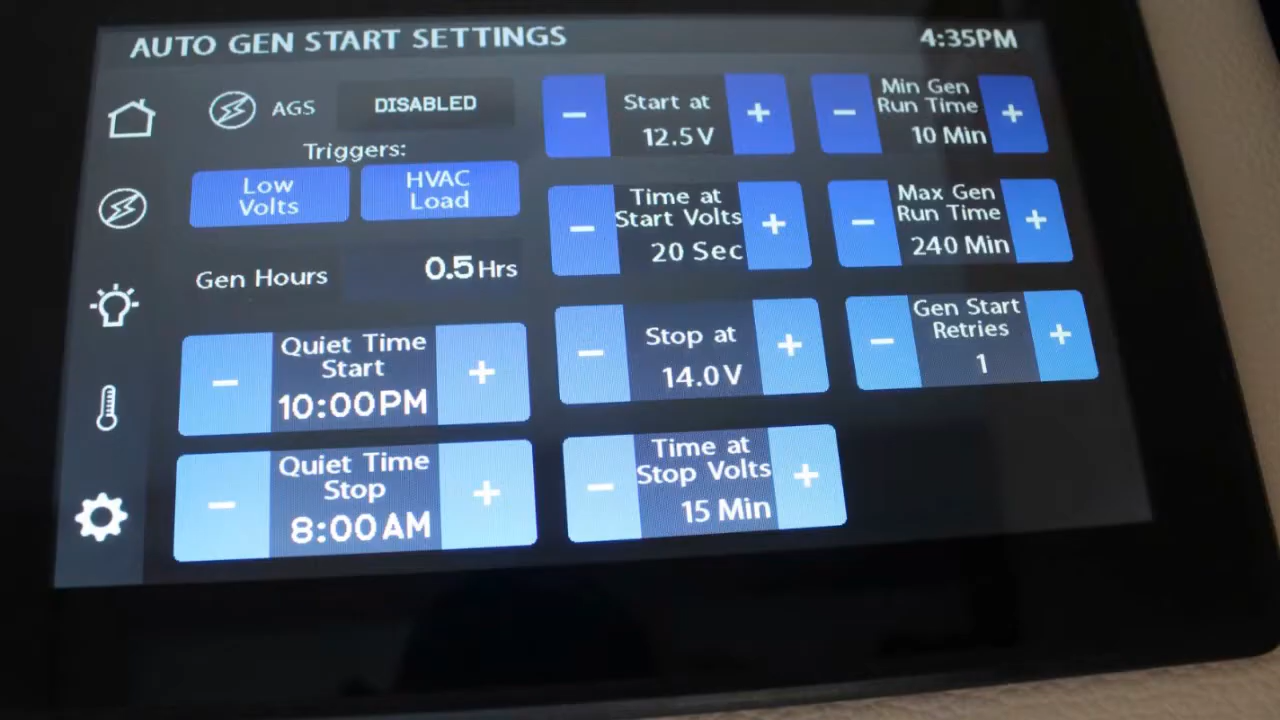 AUTO GEN START SETTINGS
4:35PM
AGS
DISABLED
Triggers:
Low
Volts
HVAC
Load
Gen Hours
0.5 Hrs
−
Quiet Time
Start
10:00PM
+
−
Quiet Time
Stop
8:00AM
+
−
Start at
12.5V
+
−
Time at
Start Volts
20 Sec
+
−
Stop at
14.0V
+
−
Time at
Stop Volts
15 Min
+
−
Min Gen
Run Time
10 Min
+
−
Max Gen
Run Time
240 Min
+
−
Gen Start
Retries
1
+